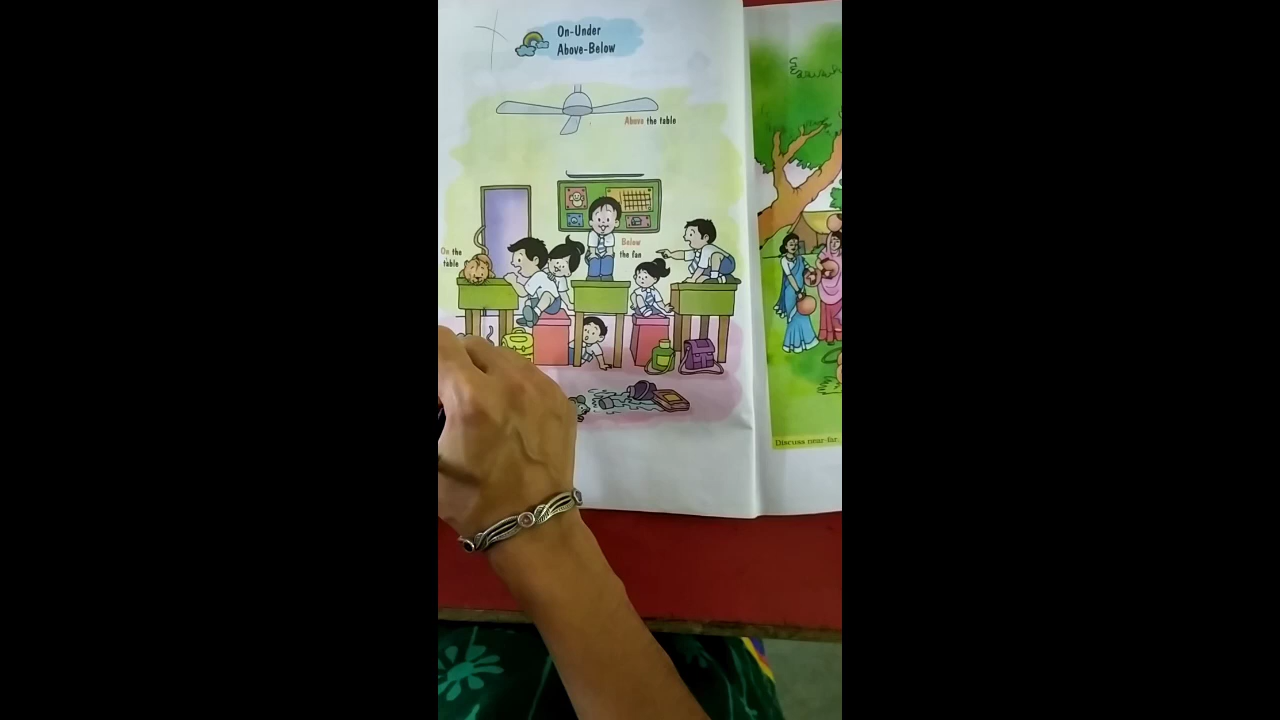 On-Under
Above-Below
Above the table
Below
the fan
On the
table
Discuss near-far.